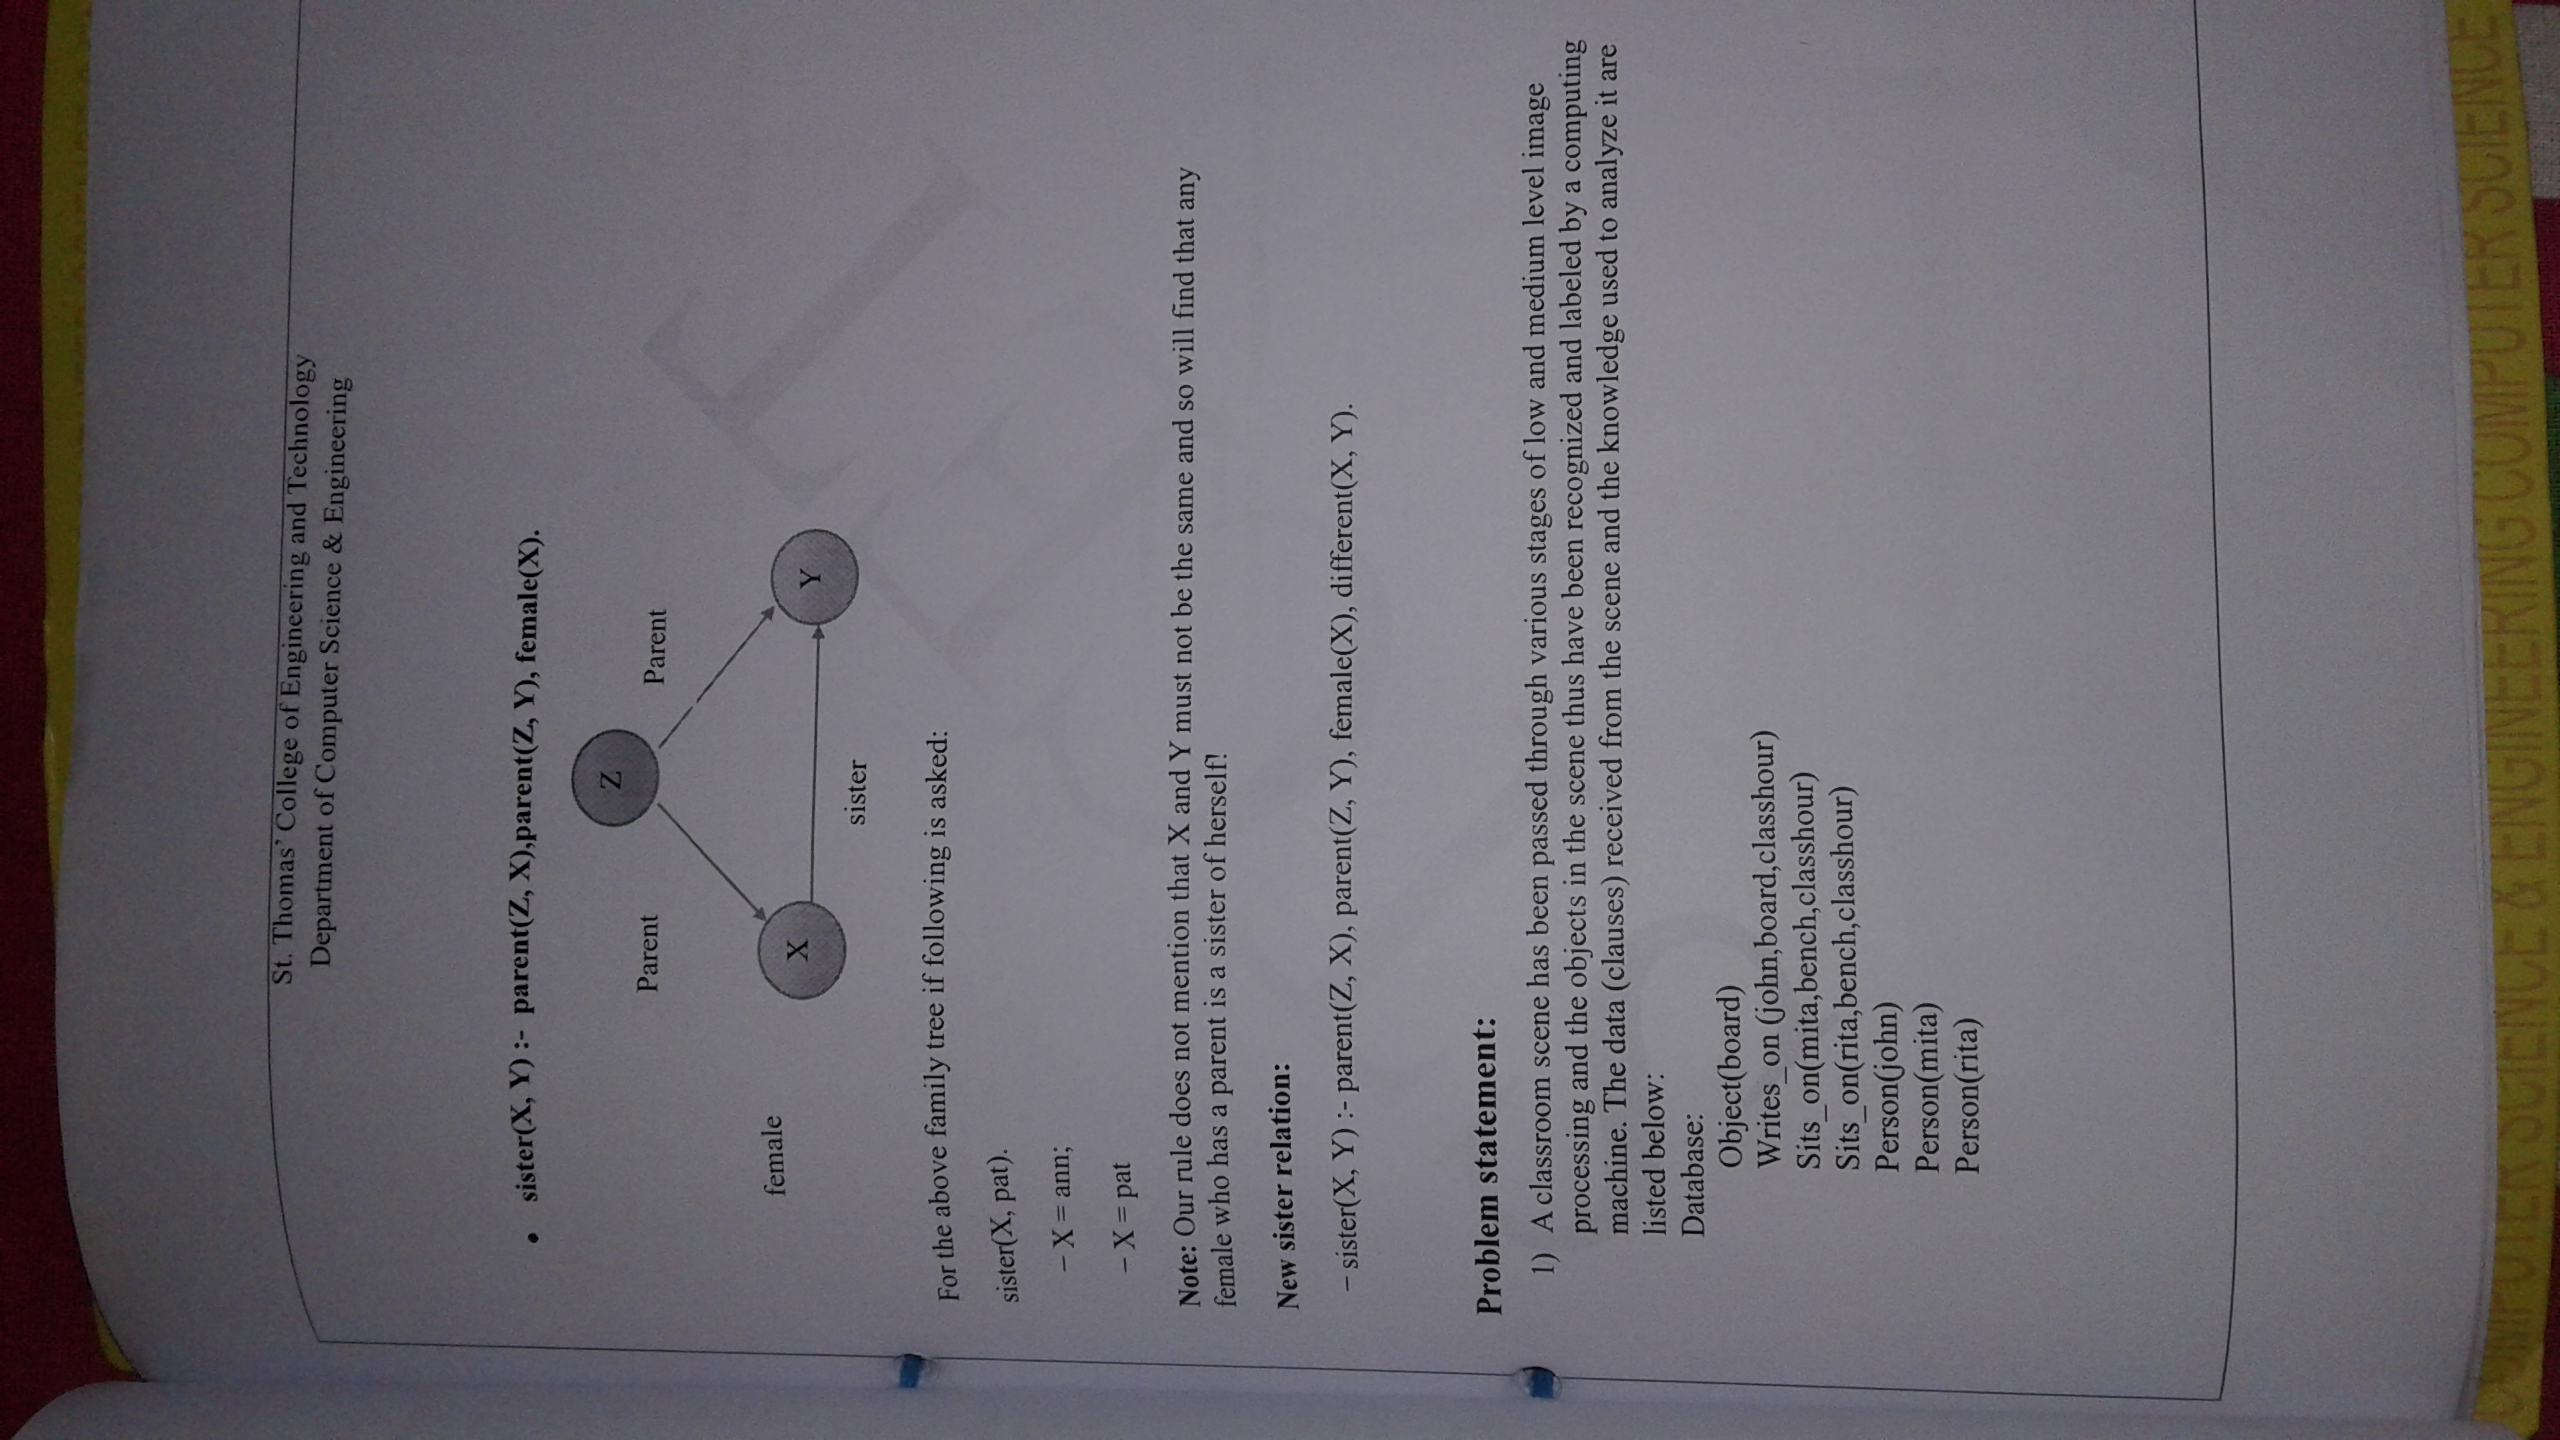 St. Thomas' College of Engineering and Technology
Department of Computer Science & Engineering
• sister(X, Y) :- parent(Z, X),parent(Z, Y), female(X).
Z
Parent
Parent
female
X
Y
sister
For the above family tree if following is asked:
sister(X, pat).
– X = ann;
– X = pat
Note: Our rule does not mention that X and Y must not be the same and so will find that any
female who has a parent is a sister of herself!
New sister relation:
– sister(X, Y) :- parent(Z, X), parent(Z, Y), female(X), different(X, Y).
Problem statement:
1) A classroom scene has been passed through various stages of low and medium level image
processing and the objects in the scene thus have been recognized and labeled by a computing
machine. The data (clauses) received from the scene and the knowledge used to analyze it are
listed below:
Database:
Object(board)
Writes_on (john,board,classhour)
Sits_on(mita,bench,classhour)
Sits_on(rita,bench,classhour)
Person(john)
Person(mita)
Person(rita)
COMPUTER SCIENCE & ENGINEERING COMPUTER SCIENCE